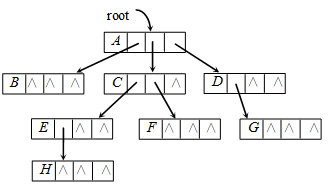 root
A
B ∧ ∧ ∧ C ∧ D ∧ ∧
E ∧ ∧ F ∧ ∧ ∧ G ∧ ∧ ∧
H ∧ ∧ ∧